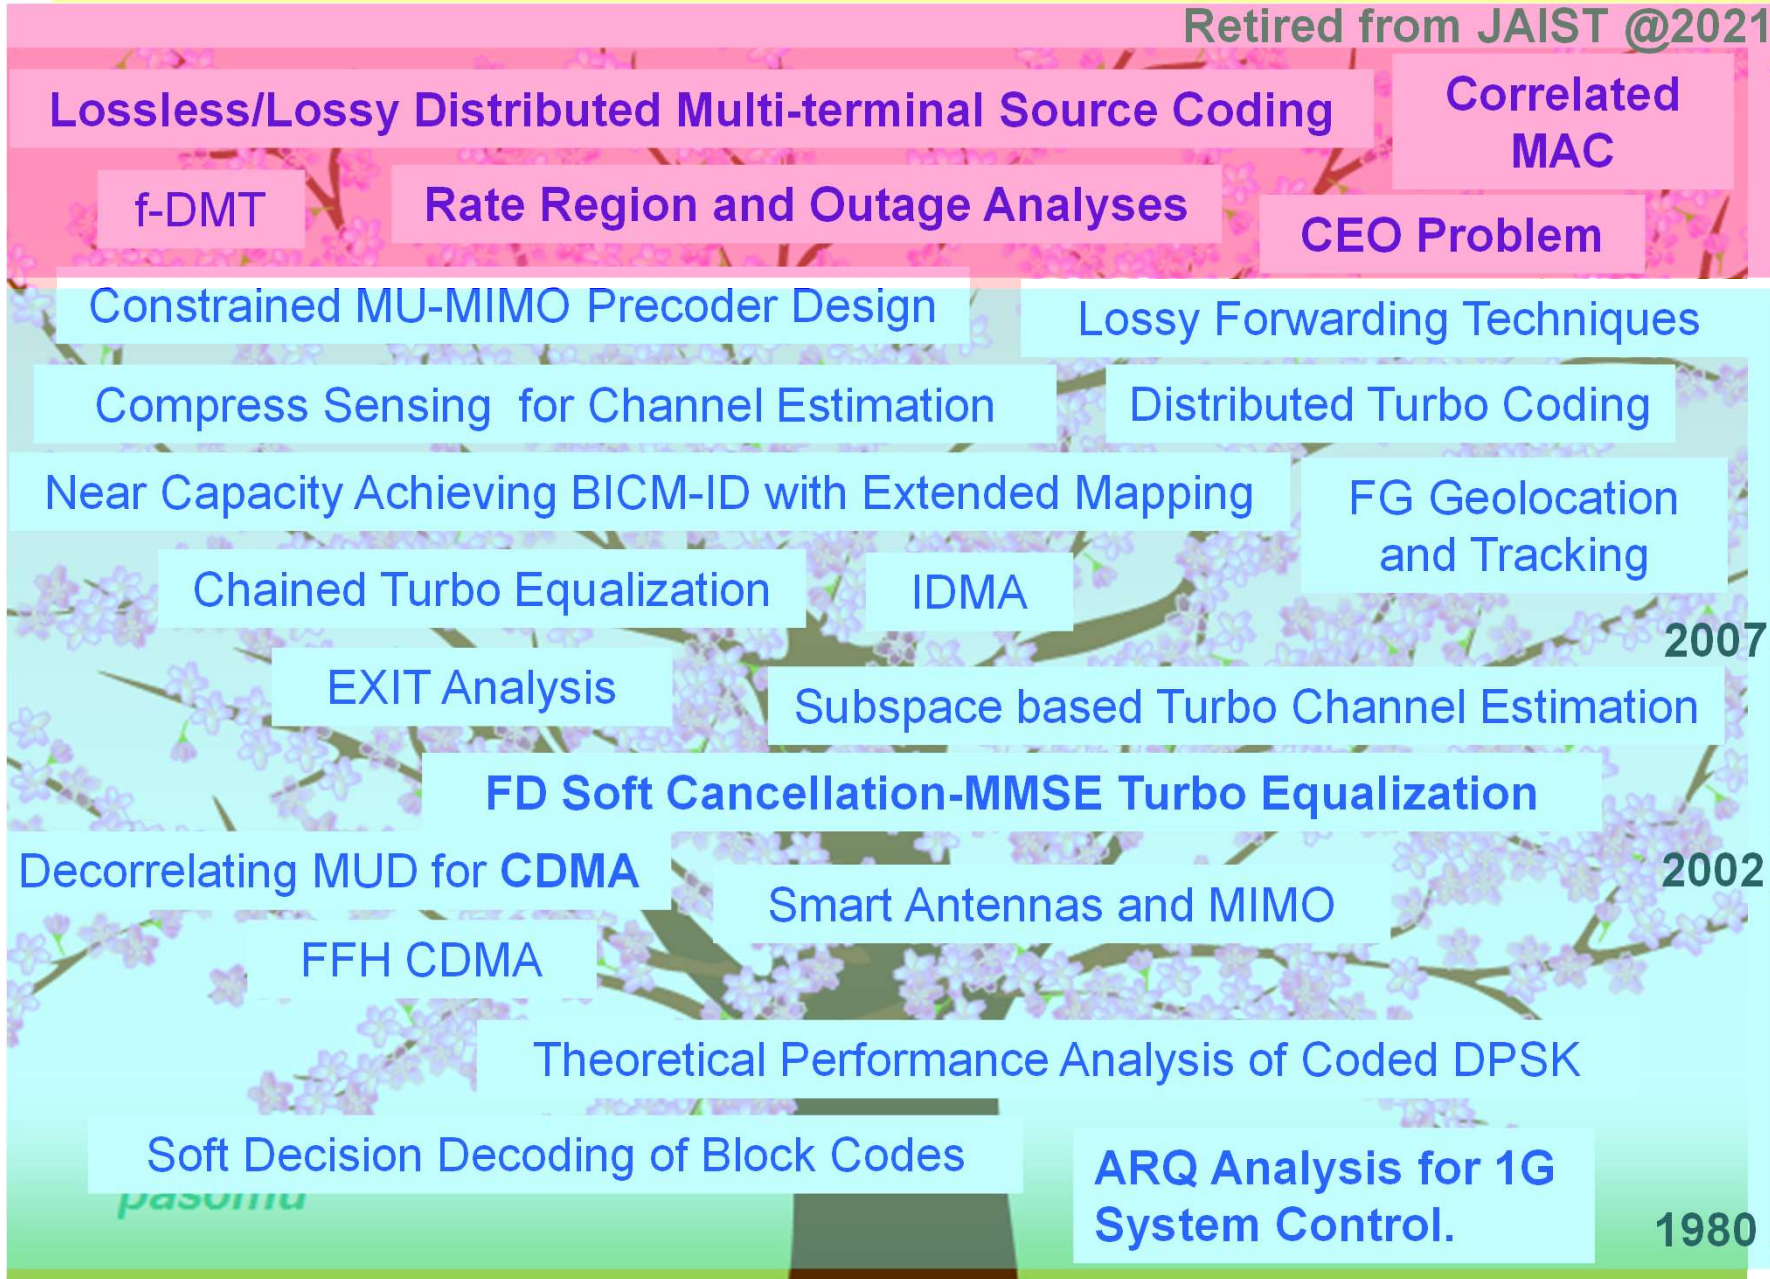 Retired from JAIST @2021
Lossless/Lossy Distributed Multi-terminal Source Coding
Correlated
MAC
f-DMT
Rate Region and Outage Analyses
CEO Problem
Constrained MU-MIMO Precoder Design
Lossy Forwarding Techniques
Compress Sensing for Channel Estimation
Distributed Turbo Coding
Near Capacity Achieving BICM-ID with Extended Mapping
FG Geolocation
and Tracking
Chained Turbo Equalization
IDMA
2007
EXIT Analysis
Subspace based Turbo Channel Estimation
FD Soft Cancellation-MMSE Turbo Equalization
Decorrelating MUD for CDMA
2002
Smart Antennas and MIMO
FFH CDMA
Theoretical Performance Analysis of Coded DPSK
Soft Decision Decoding of Block Codes
ARQ Analysis for 1G
System Control.
pasomu
1980